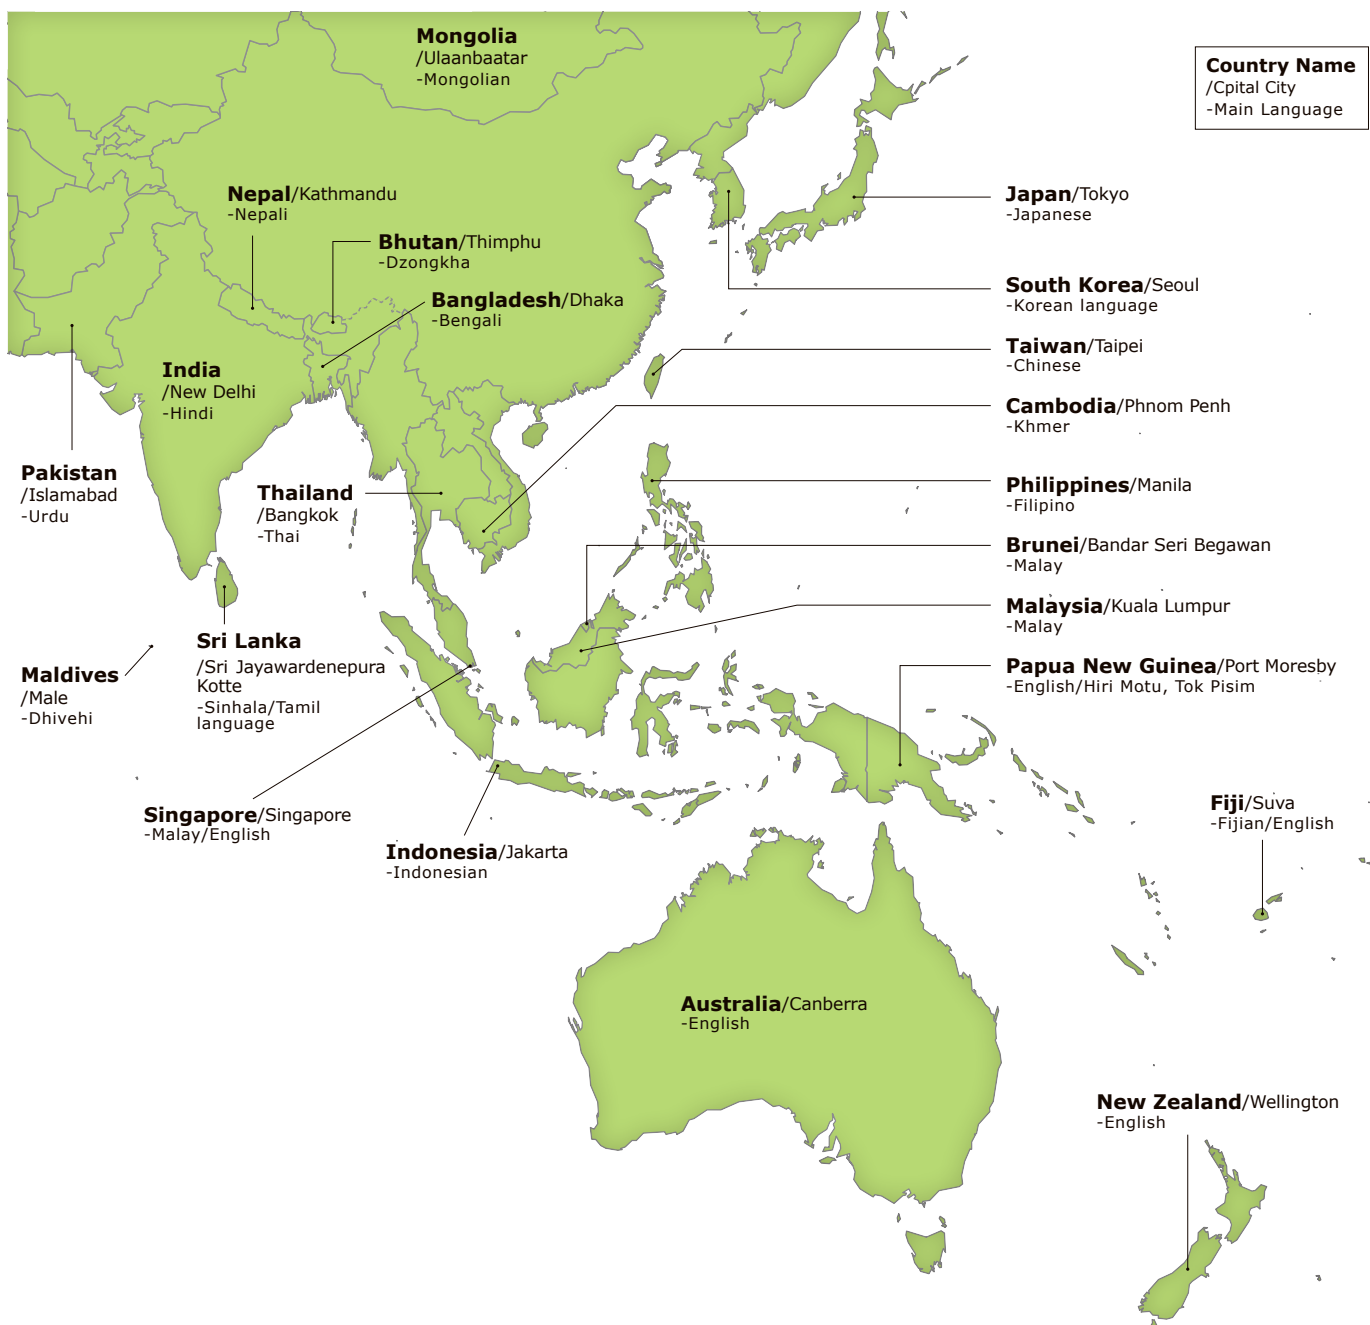 Mongolia
/Ulaanbaatar
-Mongolian
Country Name
/Cpital City
-Main Language
Nepal/Kathmandu
-Nepali
Bhutan/Thimphu
-Dzongkha
Bangladesh/Dhaka
-Bengali
India
/New Delhi
-Hindi
Pakistan
/Islamabad
-Urdu
Thailand
/Bangkok
-Thai
Maldives
/Male
-Dhivehi
Sri Lanka
/Sri Jayawardenepura
Kotte
-Sinhala/Tamil
language
Singapore/Singapore
-Malay/English
Indonesia/Jakarta
-Indonesian
Japan/Tokyo
-Japanese
South Korea/Seoul
-Korean language
Taiwan/Taipei
-Chinese
Cambodia/Phnom Penh
-Khmer
Philippines/Manila
-Filipino
Brunei/Bandar Seri Begawan
-Malay
Malaysia/Kuala Lumpur
-Malay
Papua New Guinea/Port Moresby
-English/Hiri Motu, Tok Pisim
Fiji/Suva
-Fijian/English
Australia/Canberra
-English
New Zealand/Wellington
-English